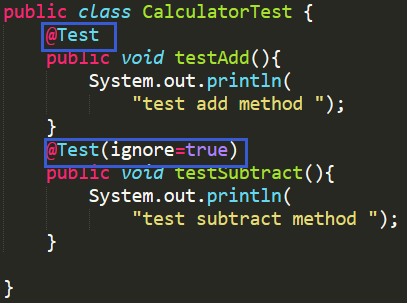 public class CalculatorTest {
    @Test
    public void testAdd(){
        System.out.println(
            "test add method ");
    }
    @Test(ignore=true)
    public void testSubtract(){
        System.out.println(
            "test subtract method ");
    }
}